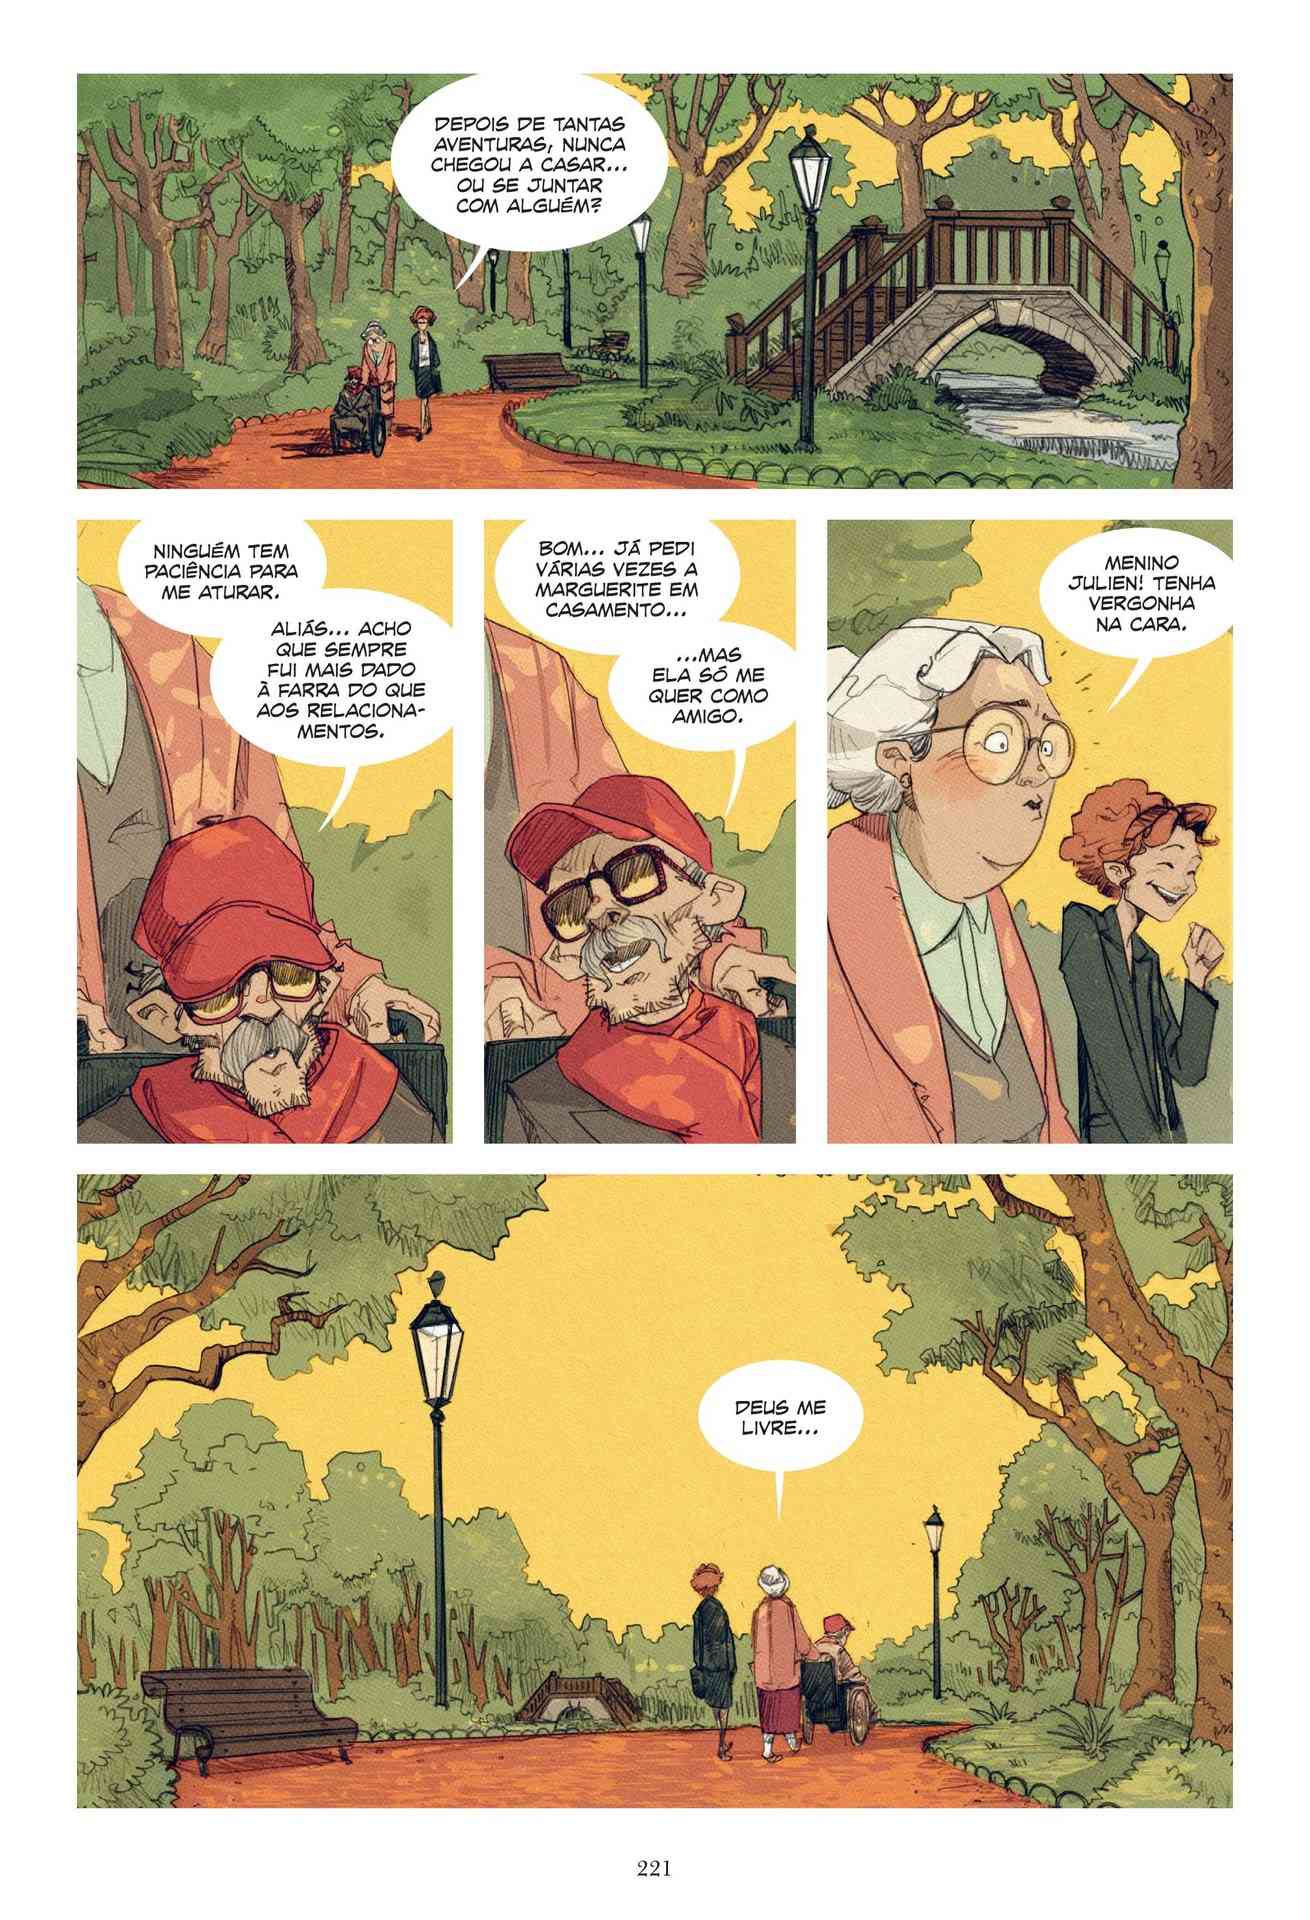 DEPOIS DE TANTAS
AVENTURAS, NUNCA
CHEGOU A CASAR...
OU SE JUNTAR
COM ALGUÉM?
NINGUÉM TEM
PACIÊNCIA PARA
ME ATURAR.
ALIÁS... ACHO
QUE SEMPRE
FUI MAIS DADO
À FARRA DO QUE
AOS RELACIONA-
MENTOS.
BOM... JÁ PEDI
VÁRIAS VEZES A
MARGUERITE EM
CASAMENTO...
...MAS
ELA SÓ ME
QUER COMO
AMIGO.
MENINO
JULIEN! TENHA
VERGONHA
NA CARA.
DEUS ME
LIVRE...
221